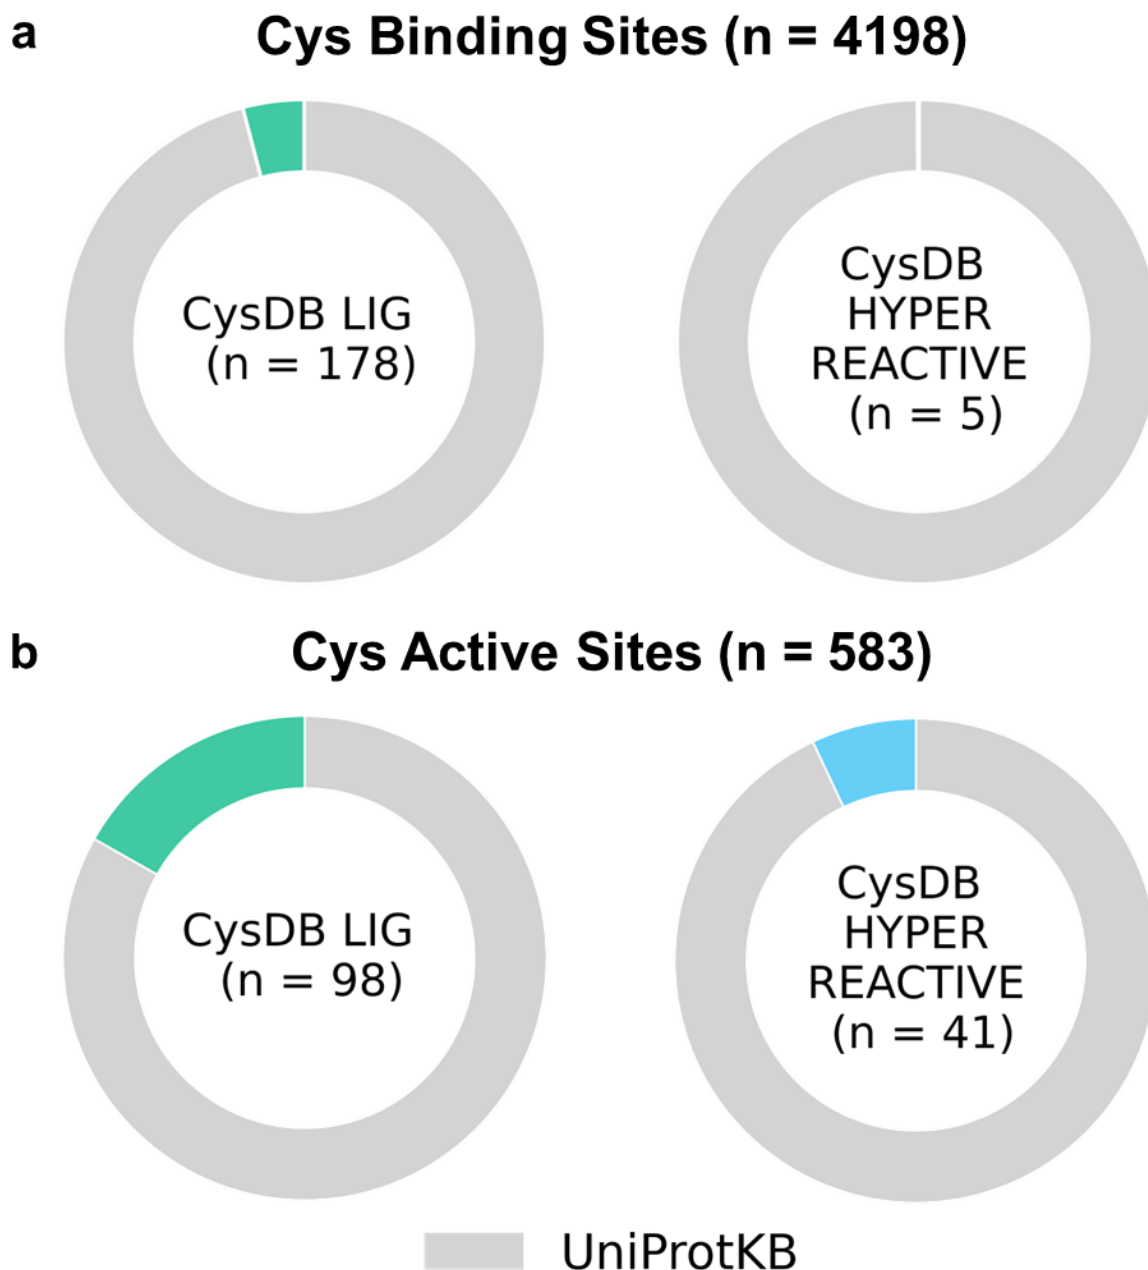 a
Cys Binding Sites (n = 4198)
CysDB LIG
(n = 178)
CysDB
HYPER
REACTIVE
(n = 5)
b
Cys Active Sites (n = 583)
CysDB LIG
(n = 98)
CysDB
HYPER
REACTIVE
(n = 41)
UniProtKB